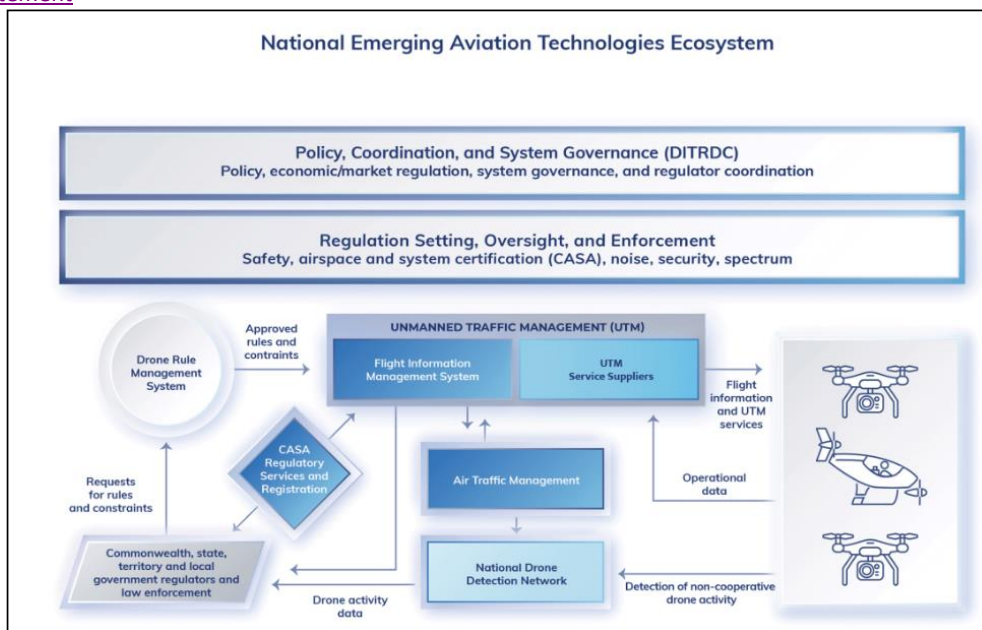 National Emerging Aviation Technologies Ecosystem
Policy, Coordination, and System Governance (DITRDC)
Policy, economic/market regulation, system governance, and regulator coordination
Regulation Setting, Oversight, and Enforcement
Safety, airspace and system certification (CASA), noise, security, spectrum
Drone Rule
Management
System
Approved
rules and
contraints
UNMANNED TRAFFIC MANAGEMENT (UTM)
Flight Information
Management System
UTM
Service Suppliers
Flight
information
and UTM
services
CASA
Regulatory
Services and
Registration
Air Traffic Management
Operational
data
Requests
for rules
and constraints
Commonwealth, state,
territory and local
government regulators and
law enforcement
Drone activity
data
National Drone
Detection Network
Detection of non-cooperative
drone activity